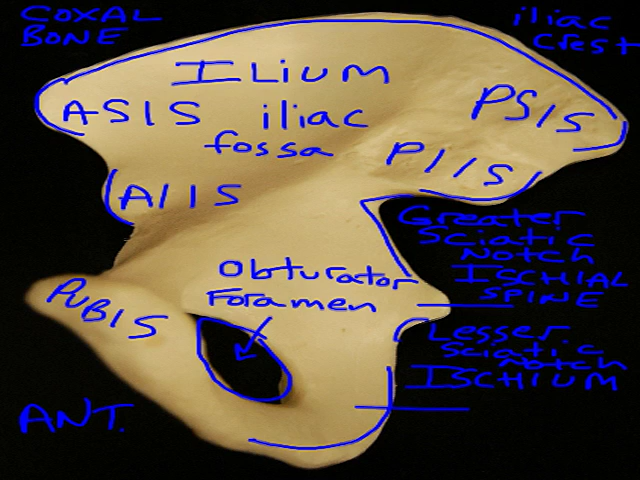 COXAL
BONE
iliac
crest
ILIUM
ASIS
iliac
fossa
PSIS
PIIS
AIIS
Greater
Sciatic
Notch
ISCHIAL
SPINE
Obturator
Foramen
PUBIS
Lesser
Sciatic
Notch
ISCHIUM
ANT.